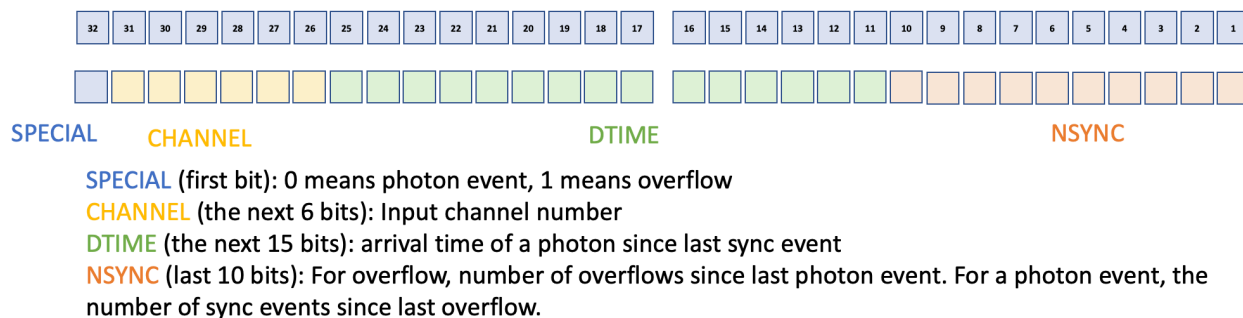 32 31 30 29 28 27 26 25 24 23 22 21 20 19 18 17 16 15 14 13 12 11 10 9 8 7 6 5 4 3 2 1
SPECIAL CHANNEL DTIME NSYNC
SPECIAL (first bit): 0 means photon event, 1 means overflow
CHANNEL (the next 6 bits): Input channel number
DTIME (the next 15 bits): arrival time of a photon since last sync event
NSYNC (last 10 bits): For overflow, number of overflows since last photon event. For a photon event, the
number of sync events since last overflow.